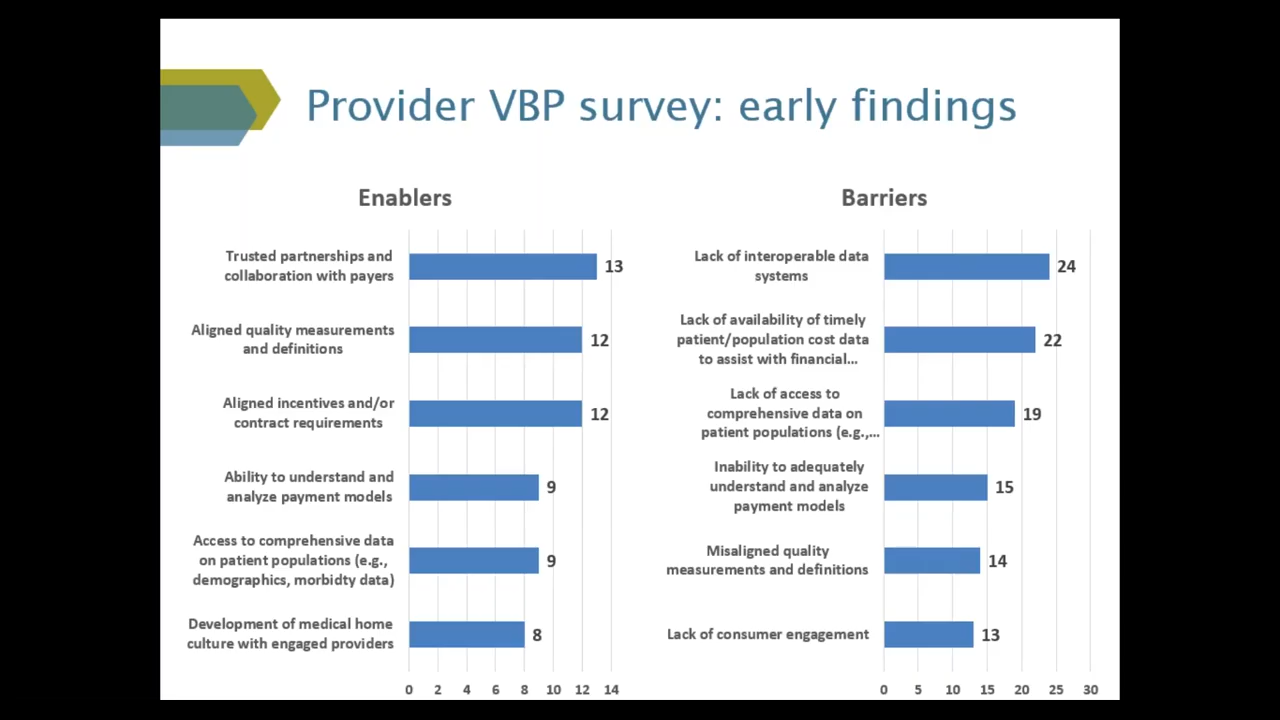 Provider VBP survey: early findings
Enablers
Trusted partnerships and
collaboration with payers
13
Aligned quality measurements
and definitions
12
Aligned incentives and/or
contract requirements
12
Ability to understand and
analyze payment models
9
Access to comprehensive data
on patient populations (e.g.,
demographics, morbidty data)
9
Development of medical home
culture with engaged providers
8
0 2 4 6 8 10 12 14
Barriers
Lack of interoperable data
systems
24
Lack of availability of timely
patient/population cost data
to assist with financial…
22
Lack of access to
comprehensive data on
patient populations (e.g.,…
19
Inability to adequately
understand and analyze
payment models
15
Misaligned quality
measurements and definitions
14
Lack of consumer engagement
13
0 5 10 15 20 25 30